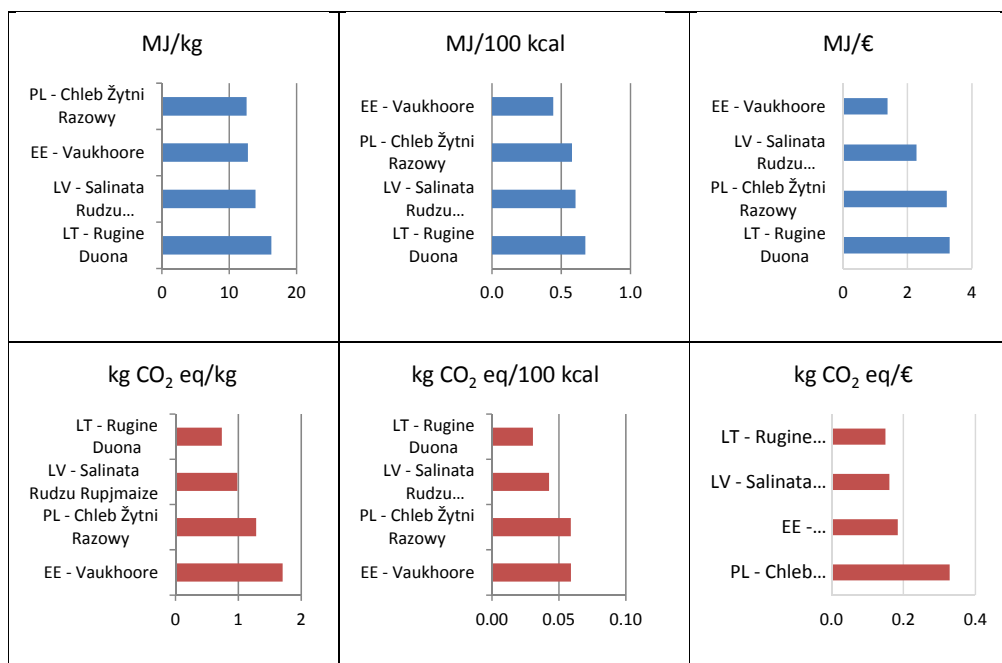 MJ/kg
PL - Chleb Žytni
Razowy
EE - Vaukhoore
LV - Salinata
Rudzu...
LT - Rugine
Duona
0 10 20
MJ/100 kcal
EE - Vaukhoore
PL - Chleb Žytni
Razowy
LV - Salinata
Rudzu...
LT - Rugine
Duona
0.0 0.5 1.0
MJ/€
EE - Vaukhoore
LV - Salinata
Rudzu...
PL - Chleb Žytni
Razowy
LT - Rugine
Duona
0 2 4
kg CO₂ eq/kg
LT - Rugine
Duona
LV - Salinata
Rudzu Rupjmaize
PL - Chleb Žytni
Razowy
EE - Vaukhoore
0 1 2
kg CO₂ eq/100 kcal
LT - Rugine
Duona
LV - Salinata
Rudzu...
PL - Chleb Žytni
Razowy
EE - Vaukhoore
0.00 0.05 0.10
kg CO₂ eq/€
LT - Rugine...
LV - Salinata...
EE -...
PL - Chleb...
0.0 0.2 0.4